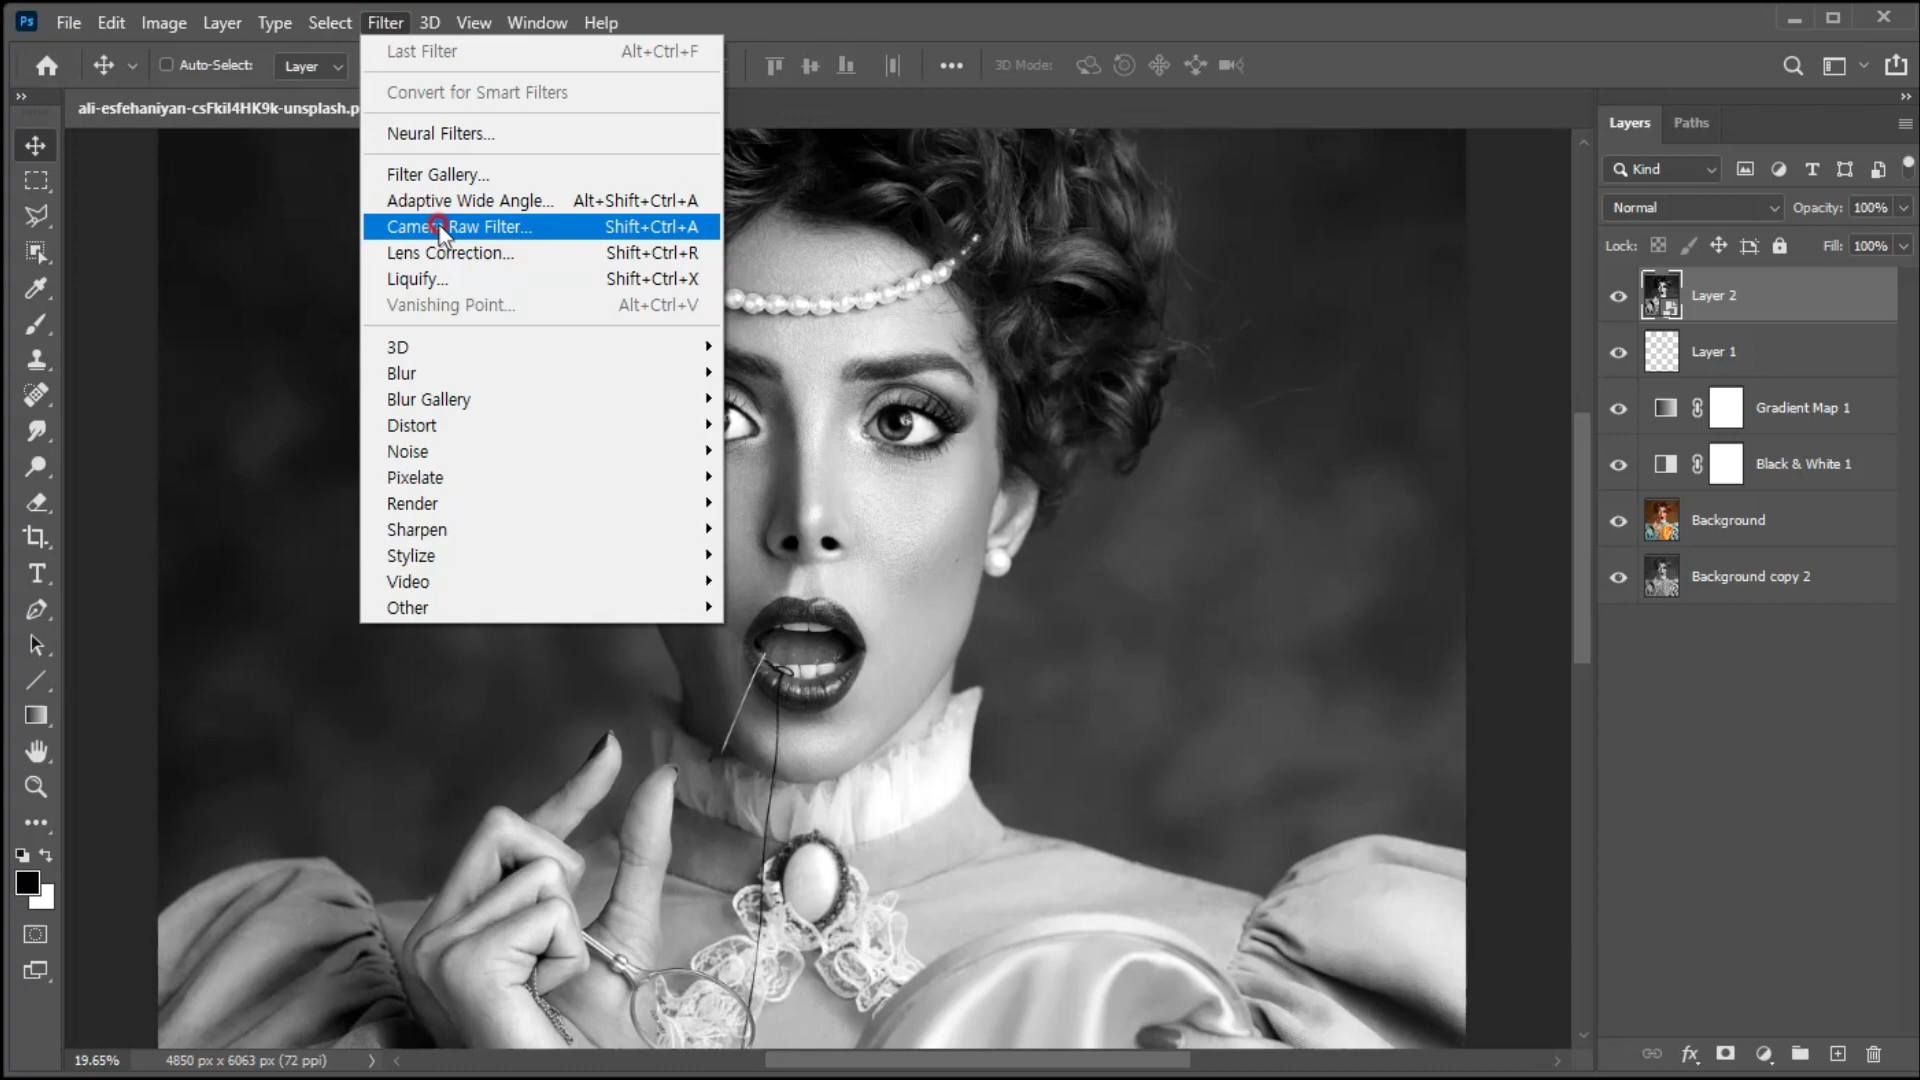 Ps File Edit Image Layer Type Select Filter 3D View Window Help
Auto-Select: Layer 3D Mode:
ali-esfehaniyan-csFkiI4HK9k-unsplash.p
Last Filter Alt+Ctrl+F
Convert for Smart Filters
Neural Filters...
Filter Gallery...
Adaptive Wide Angle... Alt+Shift+Ctrl+A
Camera Raw Filter... Shift+Ctrl+A
Lens Correction... Shift+Ctrl+R
Liquify... Shift+Ctrl+X
Vanishing Point... Alt+Ctrl+V
3D
Blur
Blur Gallery
Distort
Noise
Pixelate
Render
Sharpen
Stylize
Video
Other
Layers Paths
Kind
Normal Opacity: 100%
Lock: Fill: 100%
Layer 2
Layer 1
Gradient Map 1
Black & White 1
Background
Background copy 2
19.65% 4850 px x 6063 px (72 ppi)